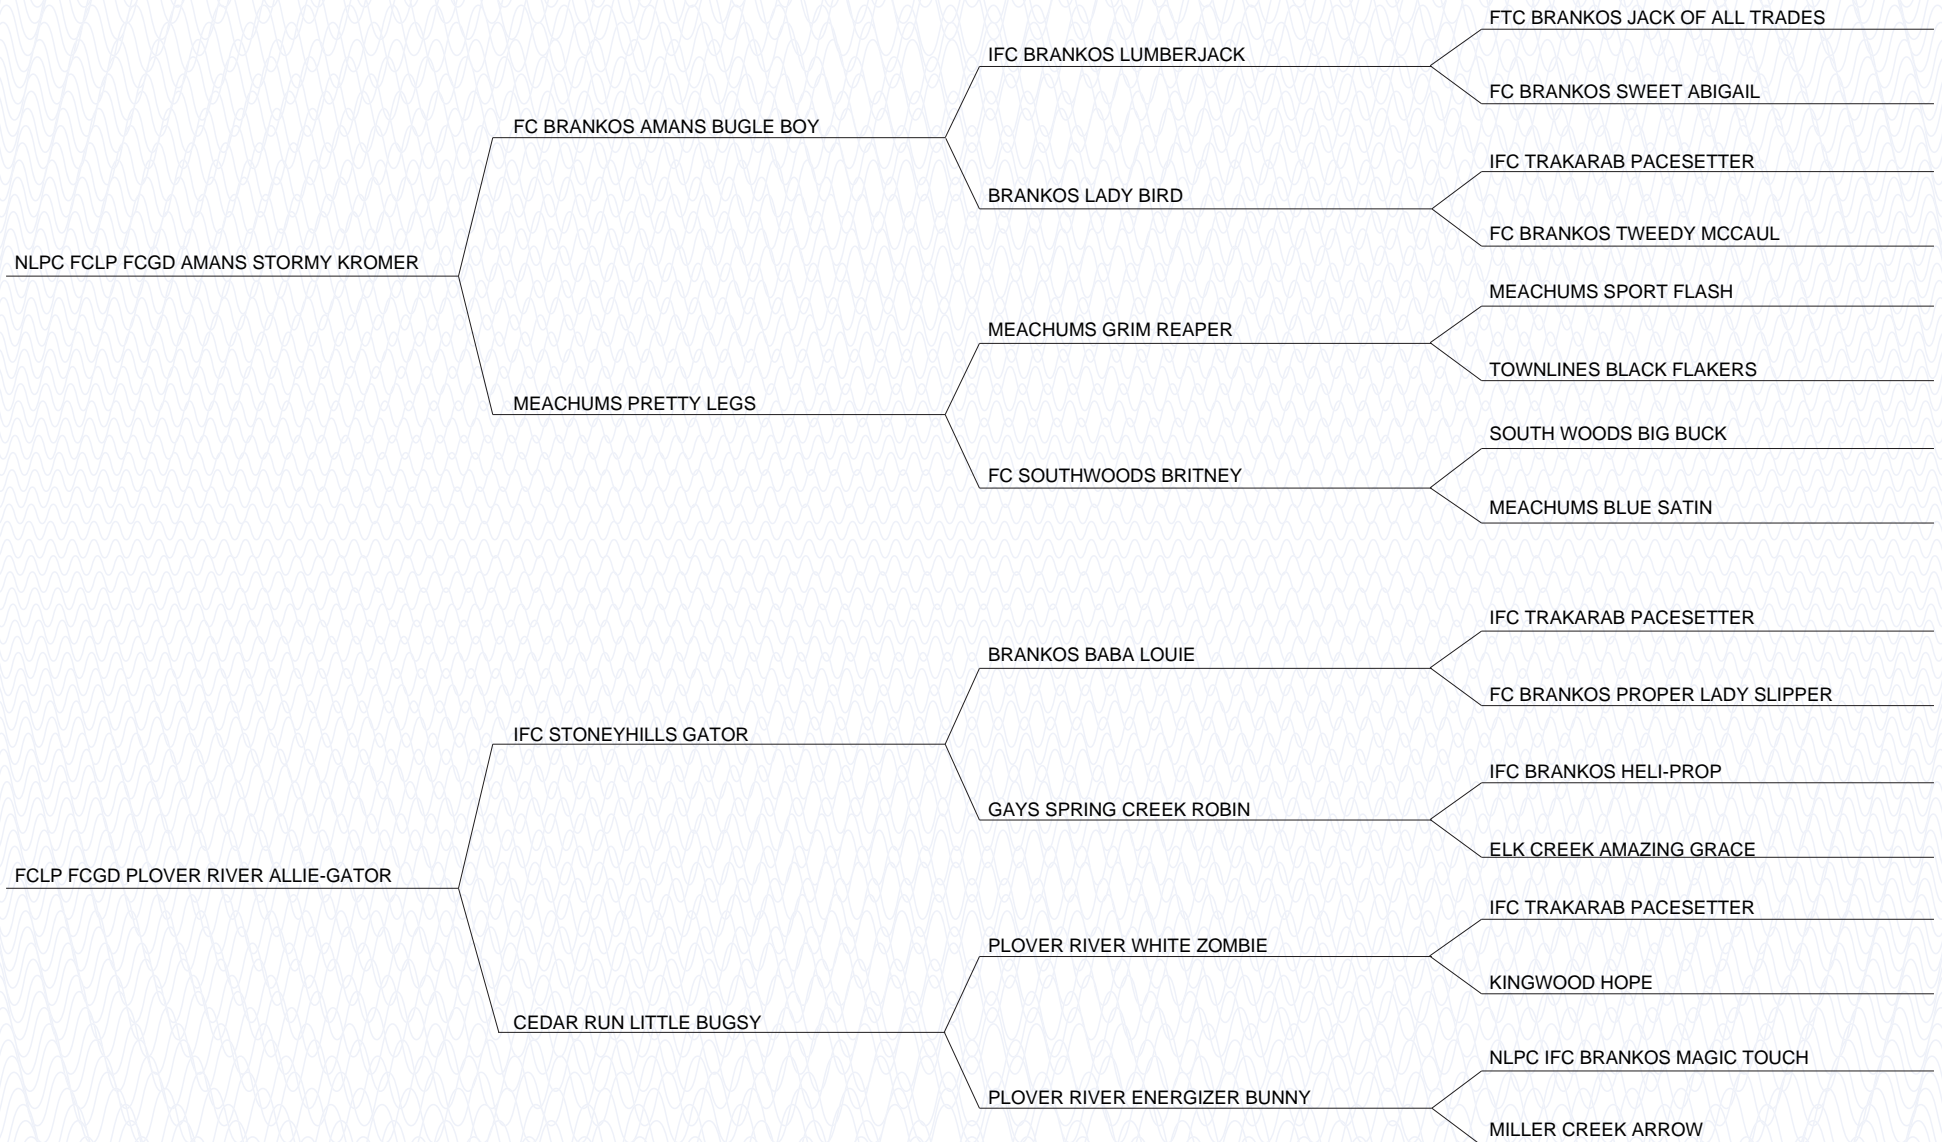 FTC BRANKOS JACK OF ALL TRADES
IFC BRANKOS LUMBERJACK
FC BRANKOS SWEET ABIGAIL
FC BRANKOS AMANS BUGLE BOY
IFC TRAKARAB PACESETTER
BRANKOS LADY BIRD
FC BRANKOS TWEEDY MCCAUL
NLPC FCLP FCGD AMANS STORMY KROMER
MEACHUMS SPORT FLASH
MEACHUMS GRIM REAPER
TOWNLINES BLACK FLAKERS
MEACHUMS PRETTY LEGS
SOUTH WOODS BIG BUCK
FC SOUTHWOODS BRITNEY
MEACHUMS BLUE SATIN
IFC TRAKARAB PACESETTER
BRANKOS BABA LOUIE
FC BRANKOS PROPER LADY SLIPPER
IFC STONEYHILLS GATOR
IFC BRANKOS HELI-PROP
GAYS SPRING CREEK ROBIN
ELK CREEK AMAZING GRACE
FCLP FCGD PLOVER RIVER ALLIE-GATOR
IFC TRAKARAB PACESETTER
PLOVER RIVER WHITE ZOMBIE
KINGWOOD HOPE
CEDAR RUN LITTLE BUGSY
NLPC IFC BRANKOS MAGIC TOUCH
PLOVER RIVER ENERGIZER BUNNY
MILLER CREEK ARROW